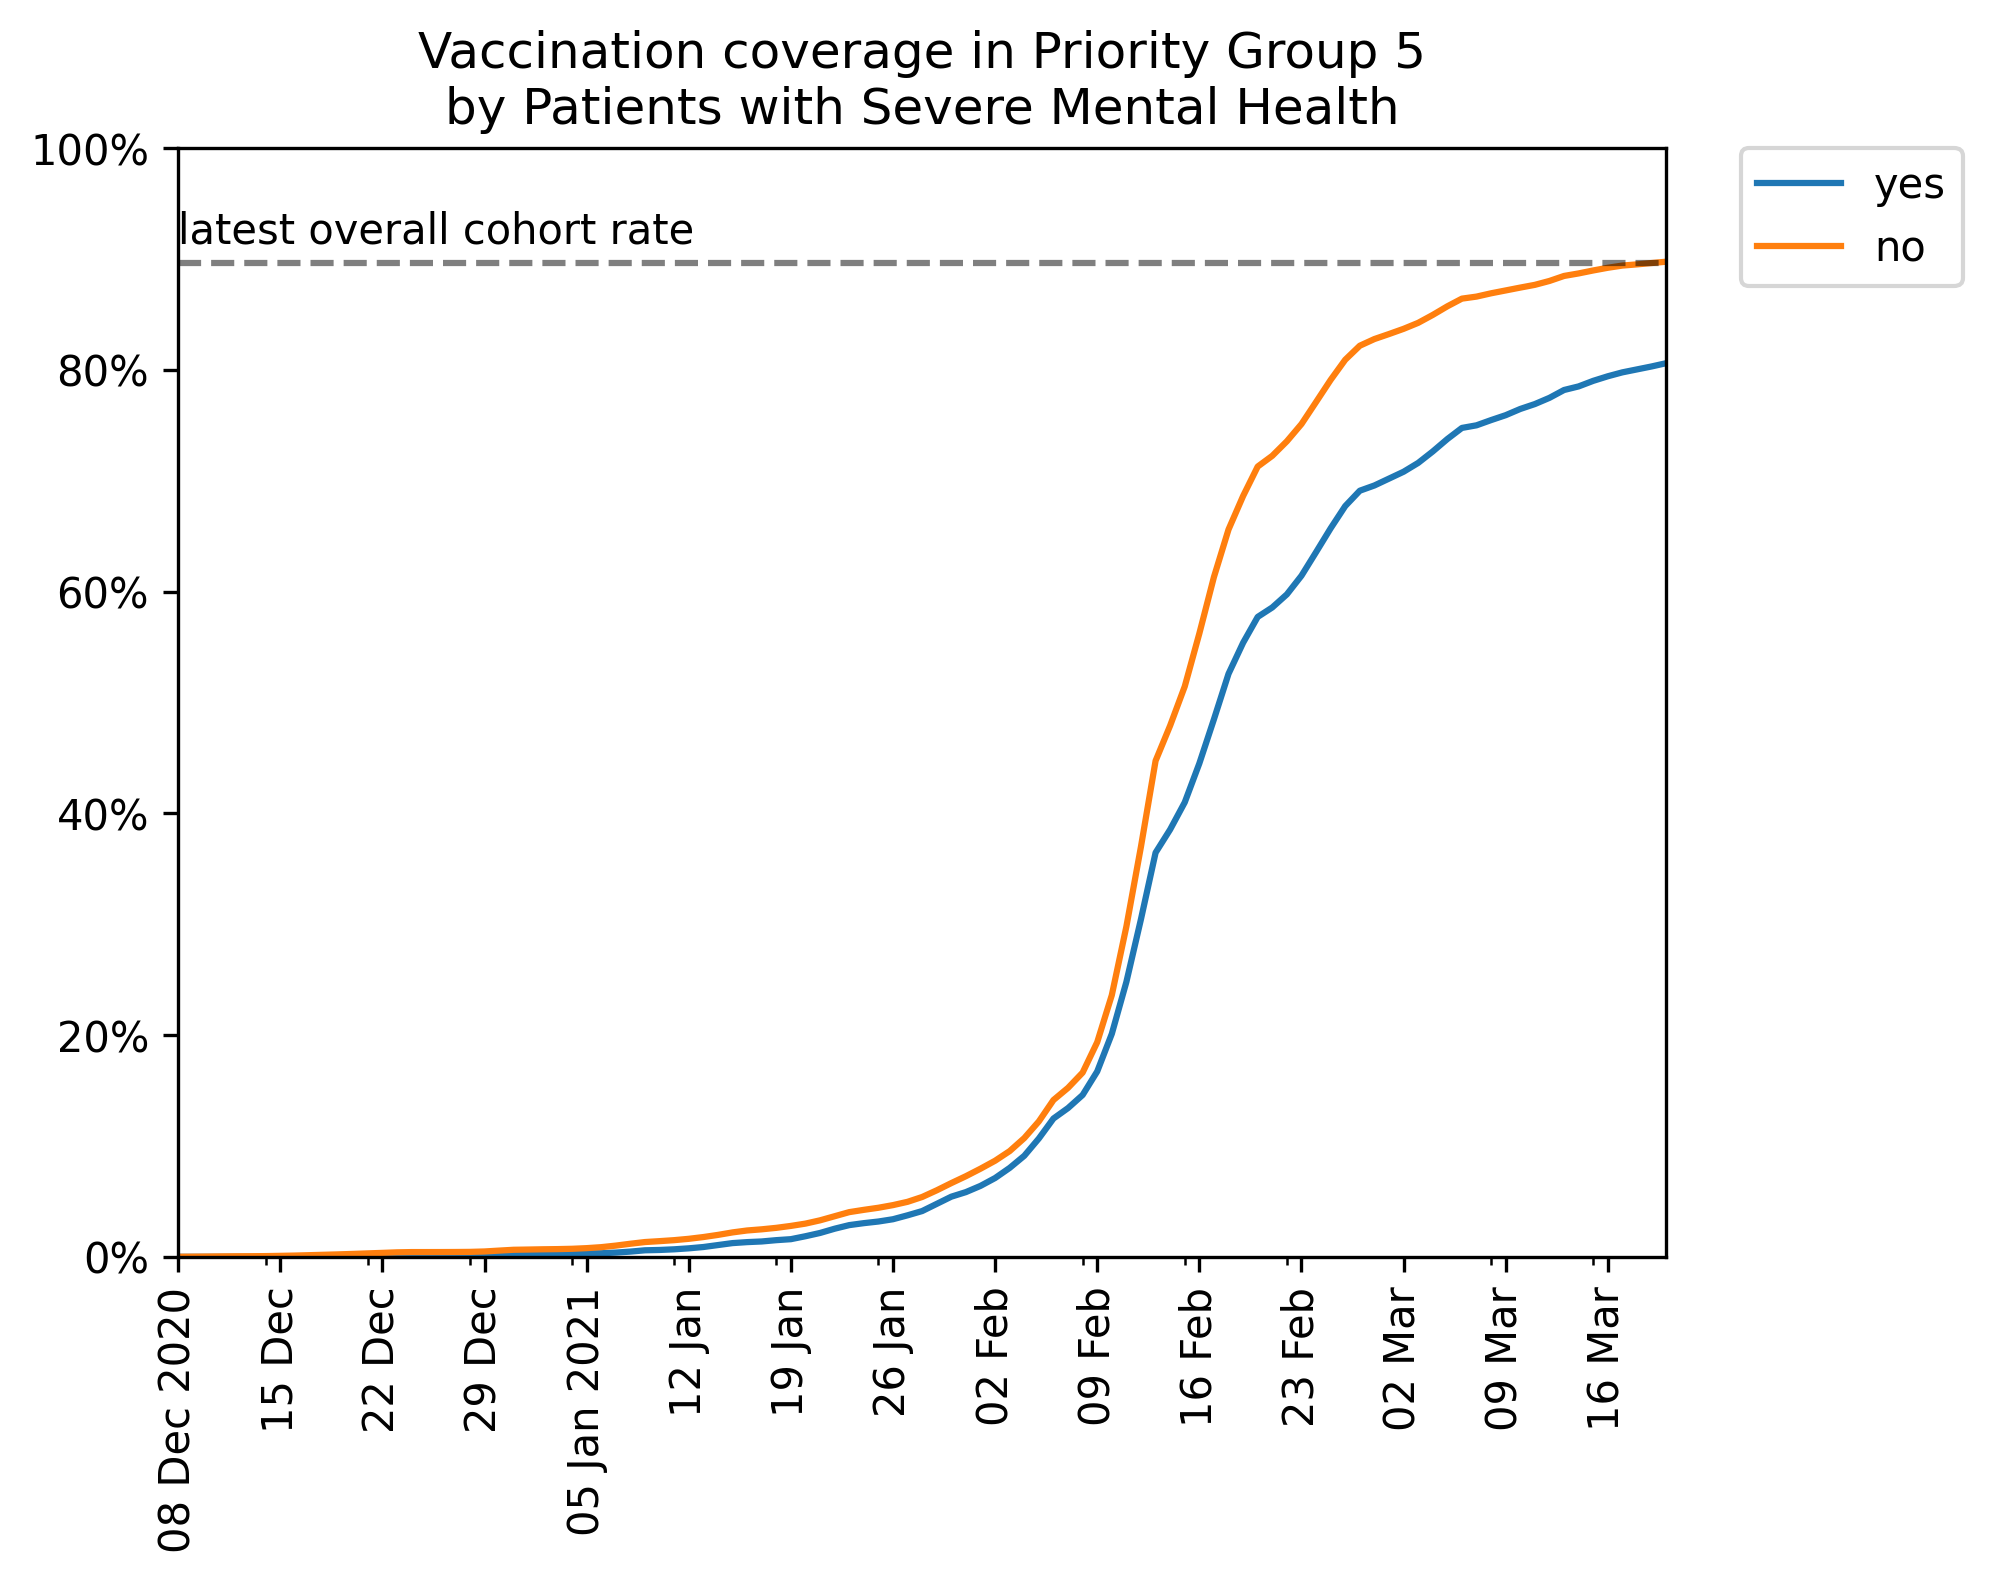 Vaccination coverage in Priority Group 5
by Patients with Severe Mental Health
100%
80%
60%
40%
20%
0%
latest overall cohort rate
yes
no
08 Dec 2020
15 Dec
22 Dec
29 Dec
05 Jan 2021
12 Jan
19 Jan
26 Jan
02 Feb
09 Feb
16 Feb
23 Feb
02 Mar
09 Mar
16 Mar